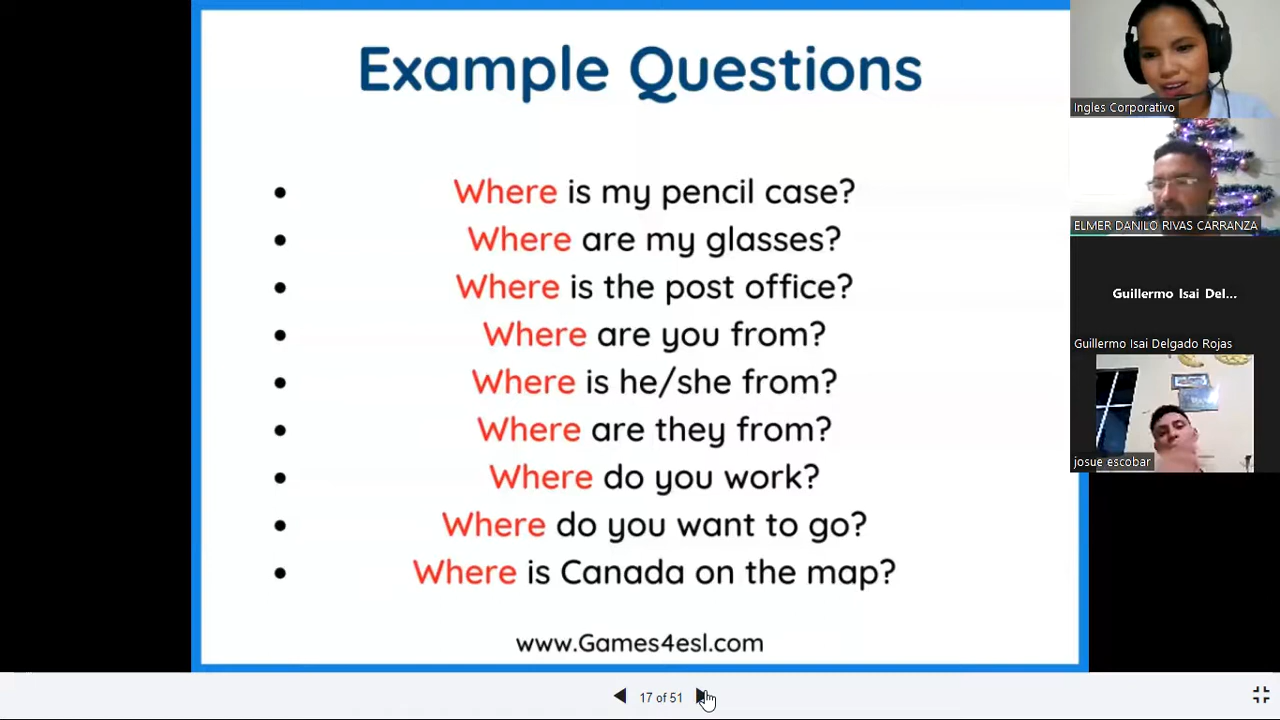 Example Questions
Where is my pencil case?
Where are my glasses?
Where is the post office?
Where are you from?
Where is he/she from?
Where are they from?
Where do you work?
Where do you want to go?
Where is Canada on the map?
www.Games4esl.com
17 of 51
Ingles Corporativo
ELMER DANILO RIVAS CARRANZA
Guillermo Isai Del...
Guillermo Isai Delgado Rojas
josue escobar